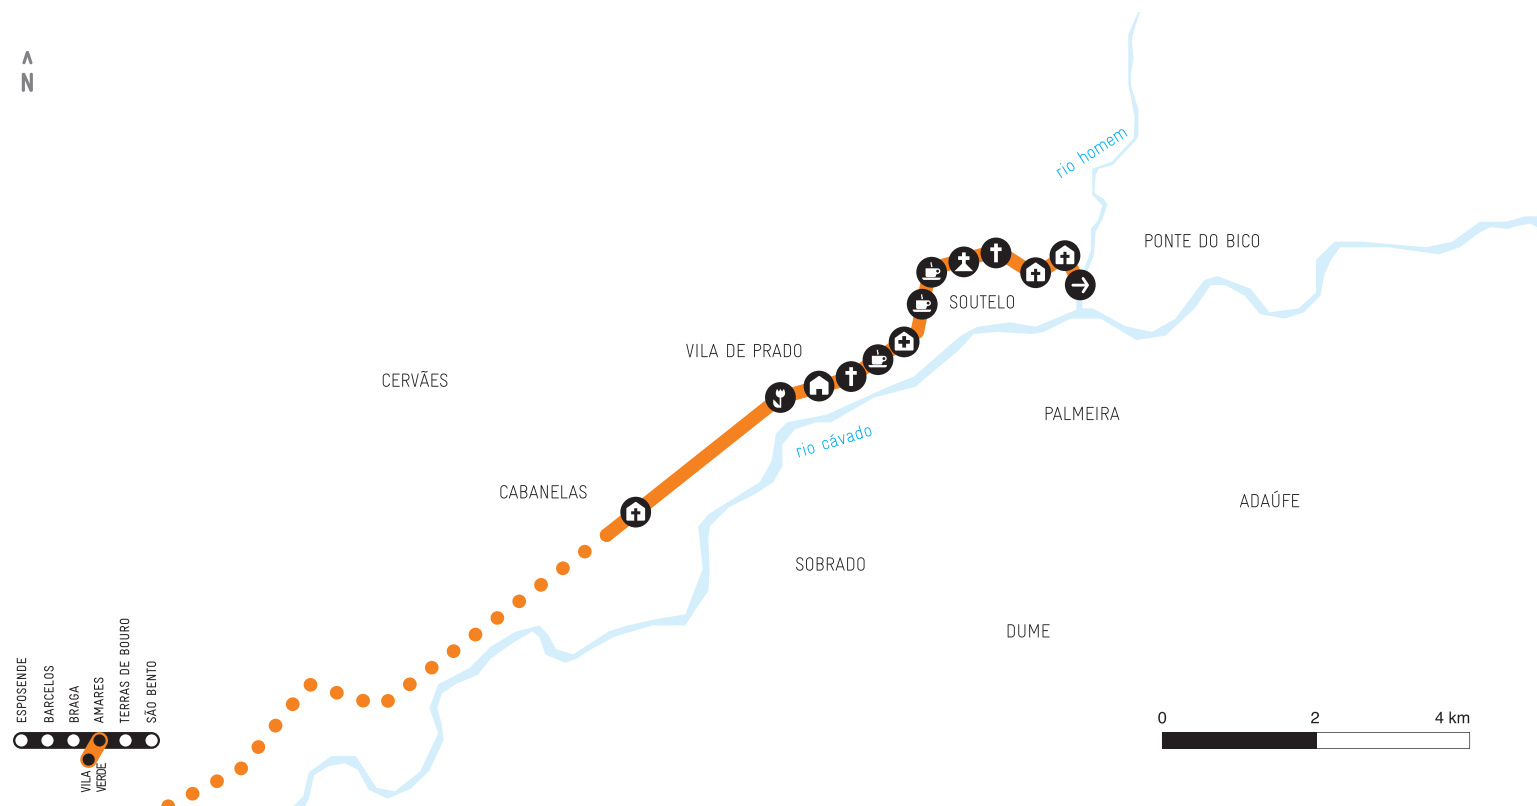 ^
N
rio homem
PONTE DO BICO
SOUTELO
VILA DE PRADO
CERVÃES
PALMEIRA
rio cávado
CABANELAS
ADAÚFE
SOBRADO
DUME
ESPOSENDE
BARCELOS
BRAGA
AMARES
TERRAS DE BOURO
SÃO BENTO
VILA
VERDE
0 2 4 km